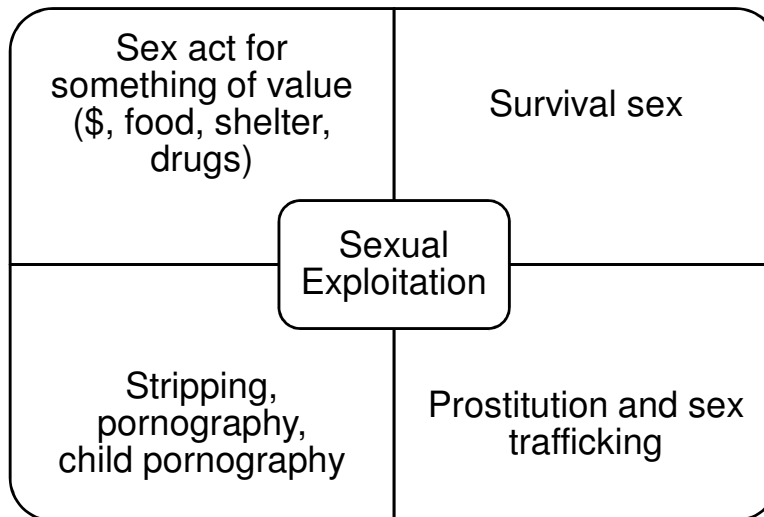 Sex act for
something of value
($, food, shelter,
drugs)
Survival sex
Sexual
Exploitation
Stripping,
pornography,
child pornography
Prostitution and sex
trafficking